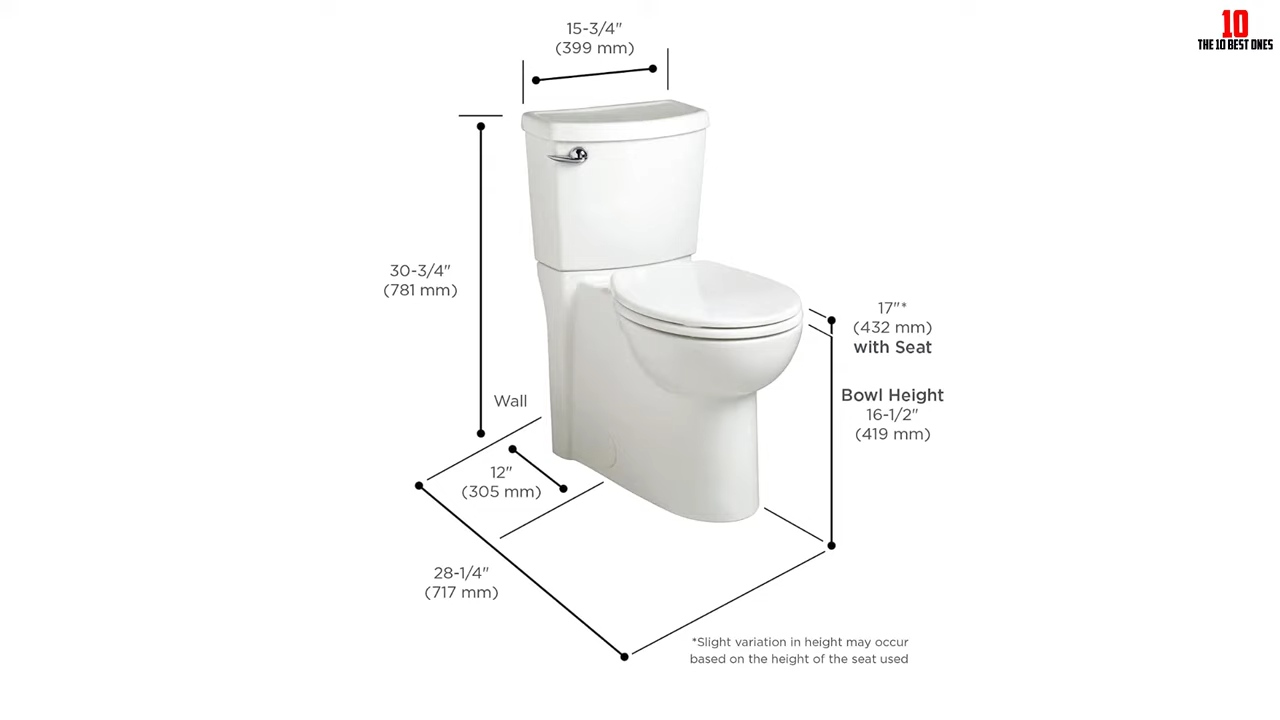 10
THE 10 BEST ONES
15-3/4"
(399 mm)
30-3/4"
(781 mm)
17"*
(432 mm)
with Seat
Bowl Height
16-1/2"
(419 mm)
Wall
12"
(305 mm)
28-1/4"
(717 mm)
*Slight variation in height may occur
based on the height of the seat used